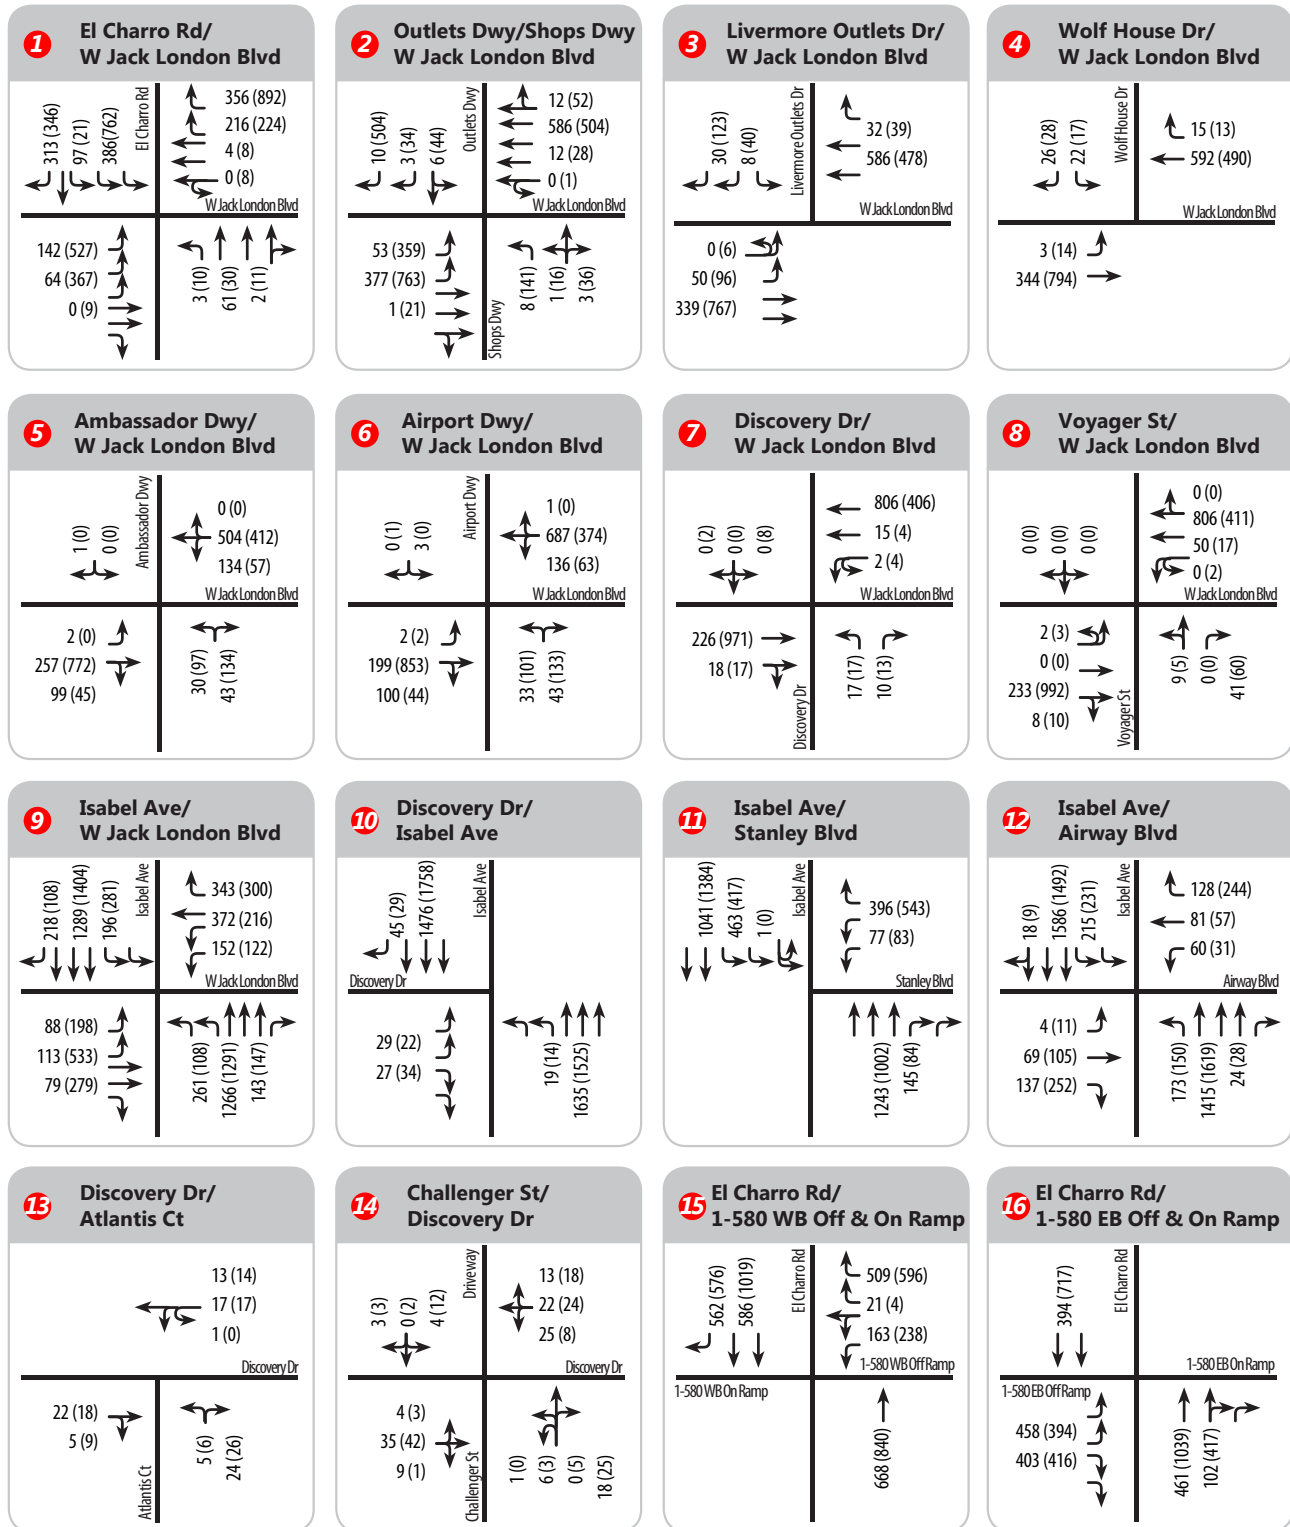 1
El Charro Rd/
W Jack London Blvd
313 (346)
97 (21)
386(762)
El Charro Rd
356 (892)
216 (224)
4 (8)
0 (8)
W Jack London Blvd
142 (527)
64 (367)
0 (9)
3 (10)
61 (30)
2 (11)
2
Outlets Dwy/Shops Dwy
W Jack London Blvd
10 (504)
3 (34)
6 (44)
Outlets Dwy
12 (52)
586 (504)
12 (28)
0 (1)
W Jack London Blvd
53 (359)
377 (763)
1 (21)
Shops Dwy
8 (141)
1 (16)
3 (36)
3
Livermore Outlets Dr/
W Jack London Blvd
30 (123)
8 (40)
Livermore Outlets Dr
32 (39)
586 (478)
W Jack London Blvd
0 (6)
50 (96)
339 (767)
4
Wolf House Dr/
W Jack London Blvd
26 (28)
22 (17)
Wolf House Dr
15 (13)
592 (490)
W Jack London Blvd
3 (14)
344 (794)
5
Ambassador Dwy/
W Jack London Blvd
1 (0)
0 (0)
Ambassador Dwy
0 (0)
504 (412)
134 (57)
W Jack London Blvd
2 (0)
257 (772)
99 (45)
30 (97)
43 (134)
6
Airport Dwy/
W Jack London Blvd
0 (1)
3 (0)
Airport Dwy
1 (0)
687 (374)
136 (63)
W Jack London Blvd
2 (2)
199 (853)
100 (44)
33 (101)
43 (133)
7
Discovery Dr/
W Jack London Blvd
0 (2)
0 (0)
0 (8)
806 (406)
15 (4)
2 (4)
W Jack London Blvd
226 (971)
18 (17)
Discovery Dr
17 (17)
10 (13)
8
Voyager St/
W Jack London Blvd
0 (0)
0 (0)
0 (0)
0 (0)
806 (411)
50 (17)
0 (2)
W Jack London Blvd
2 (3)
0 (0)
233 (992)
8 (10)
Voyager St
9 (5)
0 (0)
41 (60)
9
Isabel Ave/
W Jack London Blvd
218 (108)
1289 (1404)
196 (281)
Isabel Ave
343 (300)
372 (216)
152 (122)
W Jack London Blvd
88 (198)
113 (533)
79 (279)
261 (108)
1266 (1291)
143 (147)
10
Discovery Dr/
Isabel Ave
45 (29)
1476 (1758)
Isabel Ave
Discovery Dr
29 (22)
27 (34)
19 (14)
1635 (1525)
11
Isabel Ave/
Stanley Blvd
1041 (1384)
463 (417)
1 (0)
Isabel Ave
396 (543)
77 (83)
Stanley Blvd
1243 (1002)
145 (84)
12
Isabel Ave/
Airway Blvd
18 (9)
1586 (1492)
215 (231)
Isabel Ave
128 (244)
81 (57)
60 (31)
Airway Blvd
4 (11)
69 (105)
137 (252)
173 (150)
1415 (1619)
24 (28)
13
Discovery Dr/
Atlantis Ct
13 (14)
17 (17)
1 (0)
Discovery Dr
22 (18)
5 (9)
Atlantis Ct
5 (6)
24 (26)
14
Challenger St/
Discovery Dr
3 (3)
0 (2)
4 (12)
Driveway
13 (18)
22 (24)
25 (8)
Discovery Dr
4 (3)
35 (42)
9 (1)
Challenger St
1 (0)
6 (3)
0 (5)
18 (25)
15
El Charro Rd/
1-580 WB Off & On Ramp
562 (576)
586 (1019)
El Charro Rd
509 (596)
21 (4)
163 (238)
1-580 WB Off Ramp
1-580 WB On Ramp
668 (840)
16
El Charro Rd/
1-580 EB Off & On Ramp
394 (717)
El Charro Rd
1-580 EB On Ramp
1-580 EB Off Ramp
458 (394)
403 (416)
461 (1039)
102 (417)